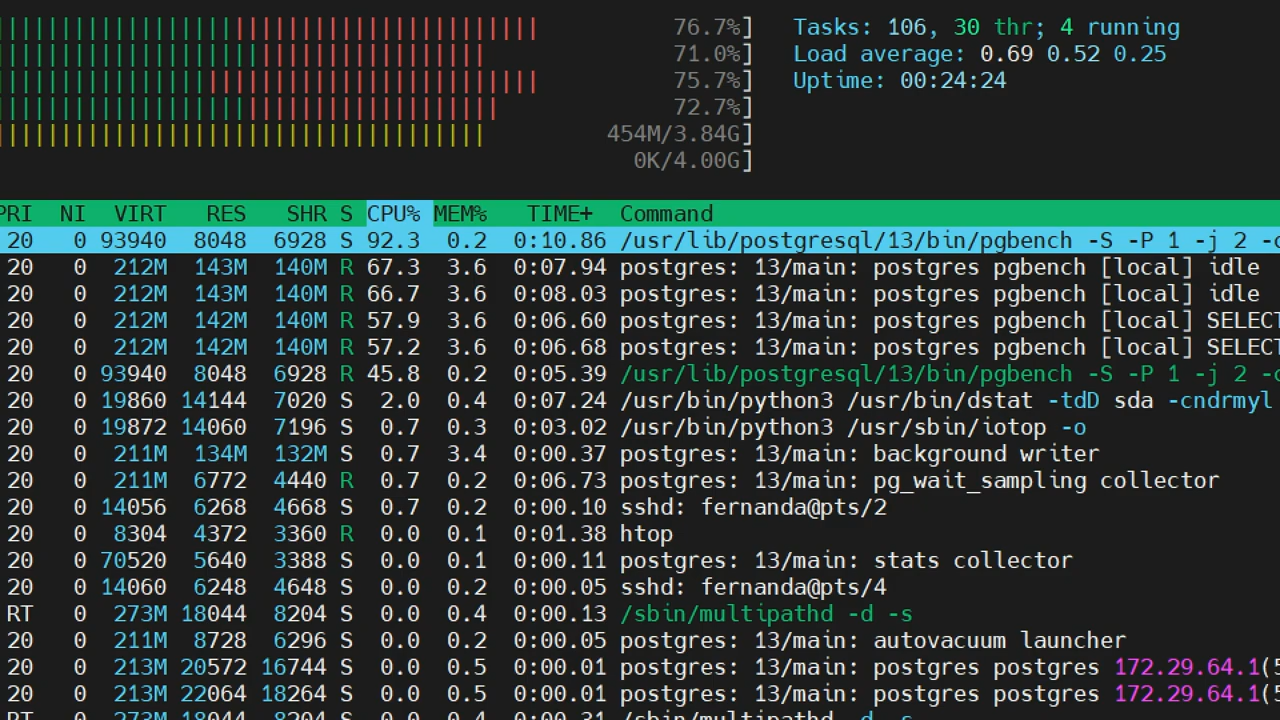 76.7%] Tasks: 106, 30 thr; 4 running
71.0%] Load average: 0.69 0.52 0.25
75.7%] Uptime: 00:24:24
72.7%]
454M/3.84G]
0K/4.00G]
PRI NI VIRT RES SHR S CPU% MEM% TIME+ Command
20 0 93940 8048 6928 S 92.3 0.2 0:10.86 /usr/lib/postgresql/13/bin/pgbench -S -P 1 -j 2 -c
20 0 212M 143M 140M R 67.3 3.6 0:07.94 postgres: 13/main: postgres pgbench [local] idle
20 0 212M 143M 140M R 66.7 3.6 0:08.03 postgres: 13/main: postgres pgbench [local] idle
20 0 212M 142M 140M R 57.9 3.6 0:06.60 postgres: 13/main: postgres pgbench [local] SELECT
20 0 212M 142M 140M R 57.2 3.6 0:06.68 postgres: 13/main: postgres pgbench [local] SELECT
20 0 93940 8048 6928 R 45.8 0.2 0:05.39 /usr/lib/postgresql/13/bin/pgbench -S -P 1 -j 2 -c
20 0 19860 14144 7020 S 2.0 0.4 0:07.24 /usr/bin/python3 /usr/bin/dstat -tdD sda -cndrmyl
20 0 19872 14060 7196 S 0.7 0.3 0:03.02 /usr/bin/python3 /usr/sbin/iotop -o
20 0 211M 134M 132M S 0.7 3.4 0:00.37 postgres: 13/main: background writer
20 0 211M 6772 4440 R 0.7 0.2 0:06.73 postgres: 13/main: pg_wait_sampling collector
20 0 14056 6268 4668 S 0.7 0.2 0:00.10 sshd: fernanda@pts/2
20 0 8304 4372 3360 R 0.0 0.1 0:01.38 htop
20 0 70520 5640 3388 S 0.0 0.1 0:00.11 postgres: 13/main: stats collector
20 0 14060 6248 4648 S 0.0 0.2 0:00.05 sshd: fernanda@pts/4
RT 0 273M 18044 8204 S 0.0 0.4 0:00.13 /sbin/multipathd -d -s
20 0 211M 8728 6296 S 0.0 0.2 0:00.05 postgres: 13/main: autovacuum launcher
20 0 213M 20572 16744 S 0.0 0.5 0:00.01 postgres: 13/main: postgres postgres 172.29.64.1(5
20 0 213M 22064 18264 S 0.0 0.5 0:00.01 postgres: 13/main: postgres postgres 172.29.64.1(5
RT 0 273M 18044 8204 S 0.0 0.4 0:00.31 /sbin/multipathd -d -s